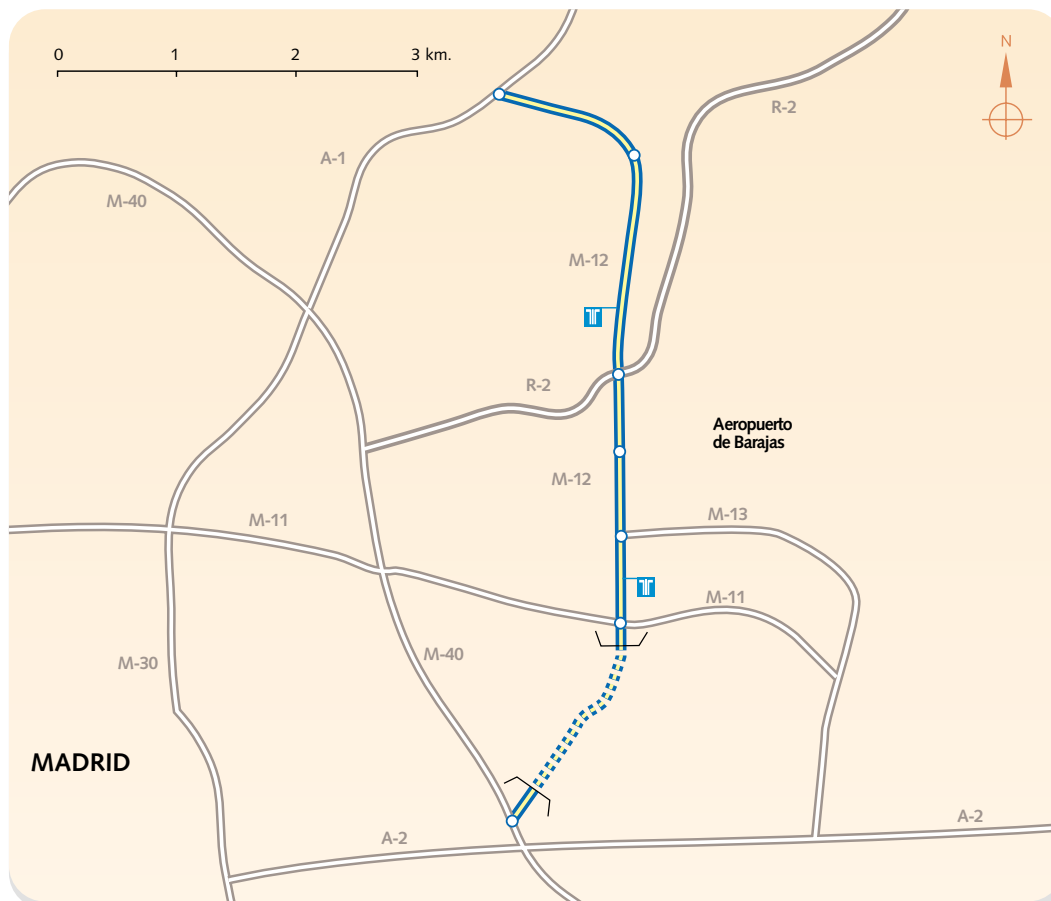 0 1 2 3 km.
N
R-2
A-1
M-40
M-12
R-2
Aeropuerto
de Barajas
M-12
M-13
M-11
M-11
M-40
M-30
MADRID
A-2
A-2